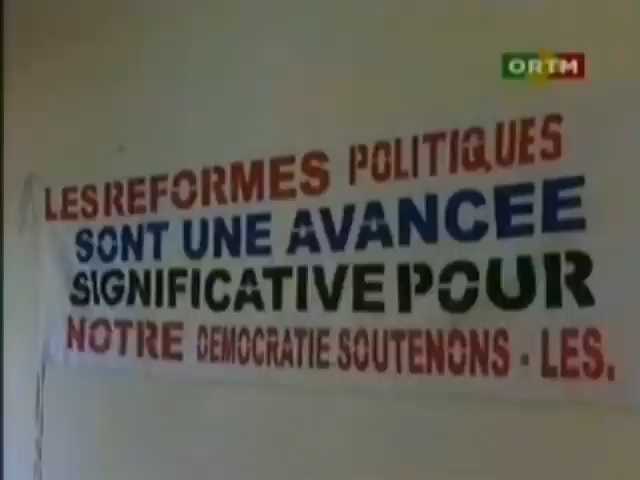 ORTM
LES REFORMES POLITIQUES
SONT UNE AVANCEE
SIGNIFICATIVE POUR
NOTRE DEMOCRATIE SOUTENONS - LES.